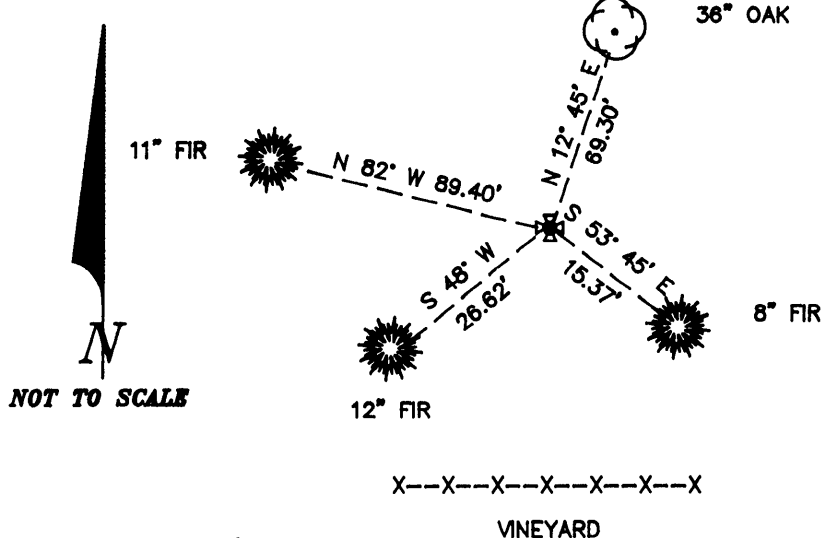 36" OAK
N 12° 45' E
69.30'
11" FIR
N 82° W 89.40'
S 53° 45' E
15.37'
S 48° W
26.62'
8" FIR
N
NOT TO SCALE
12" FIR
X--X--X--X--X--X--X
VINEYARD